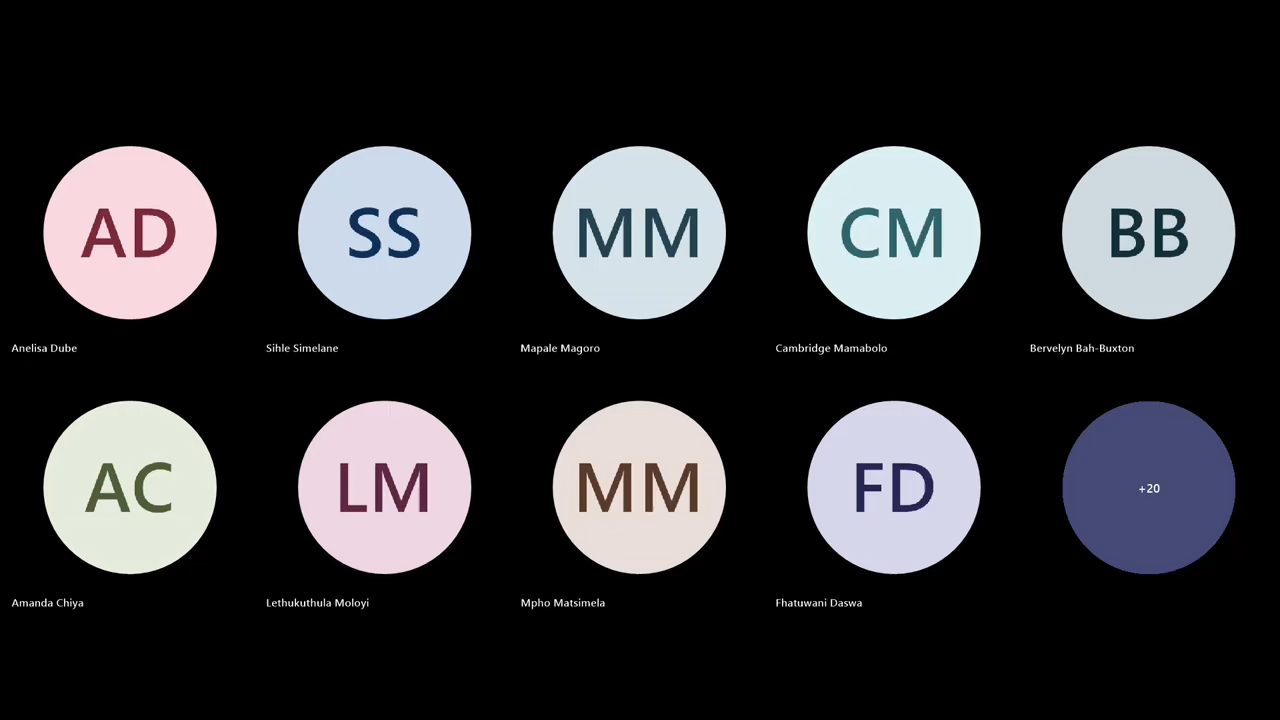 AD
SS
MM
CM
BB
Anelisa Dube
Sihle Simelane
Mapale Magoro
Cambridge Mamabolo
Bervelyn Bah-Buxton
AC
LM
MM
FD
+20
Amanda Chiya
Lethukuthula Moloyi
Mpho Matsimela
Fhatuwani Daswa